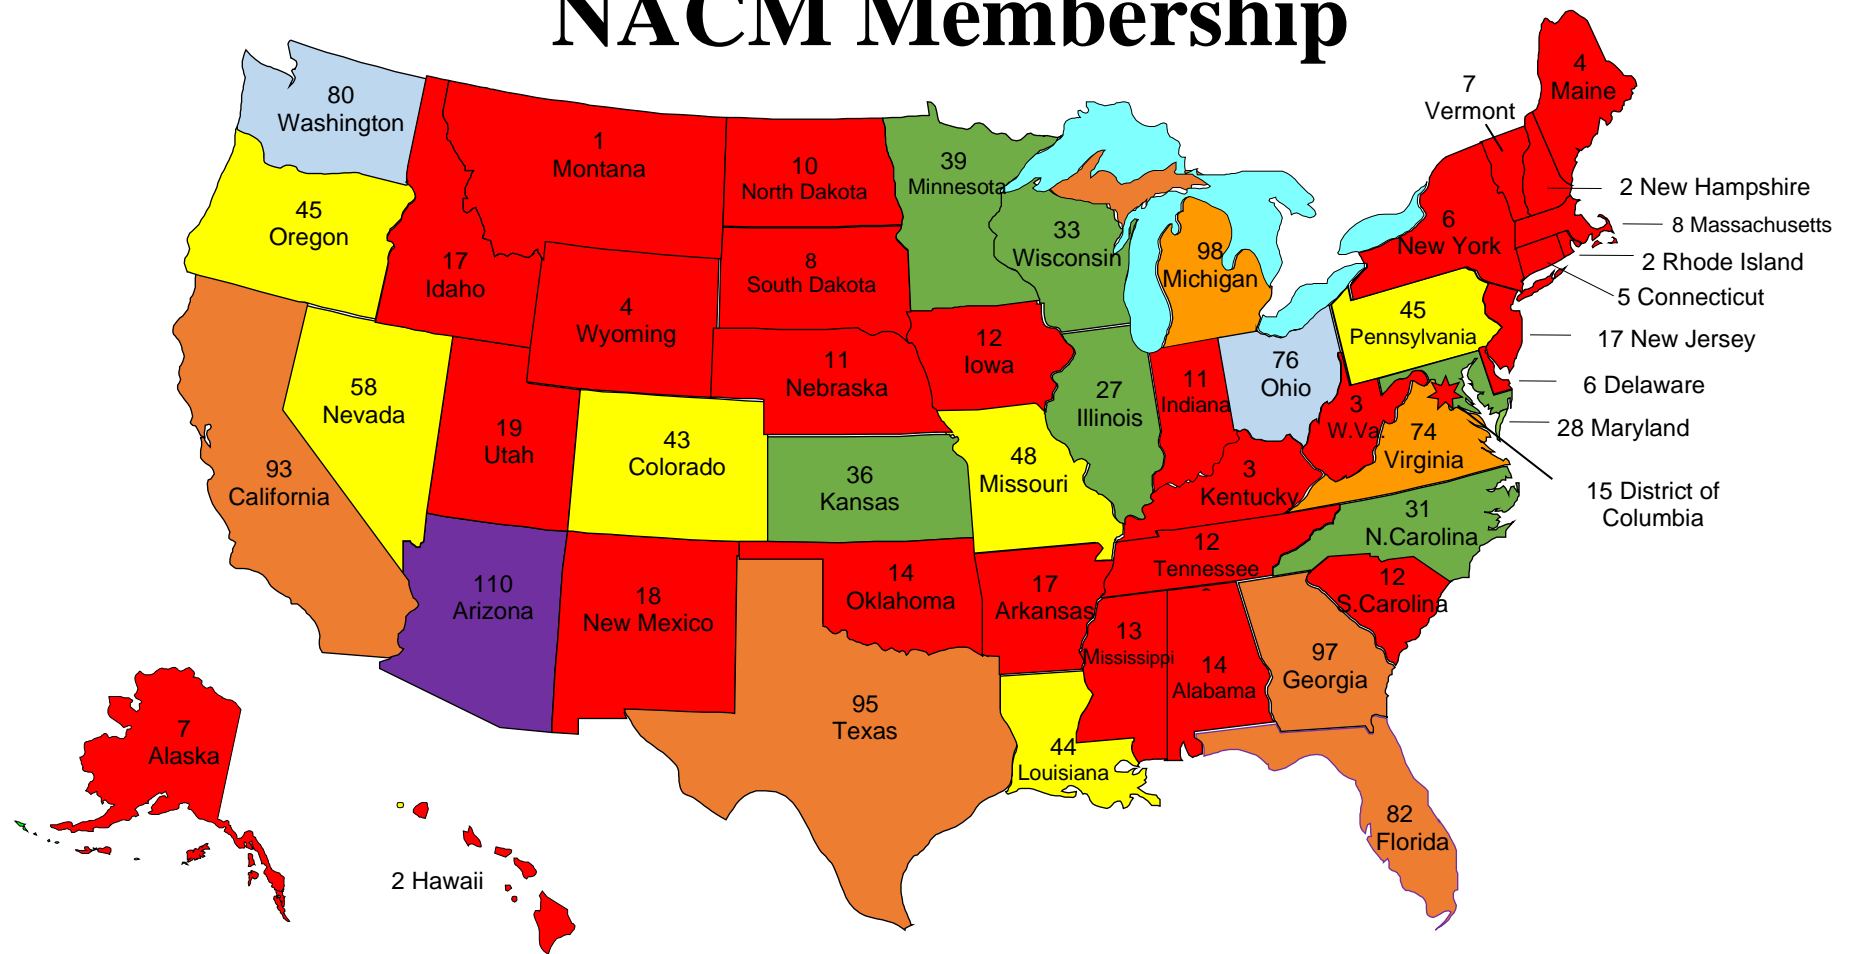 NACM Membership
80
Washington
45
Oregon
93
California
58
Nevada
17
Idaho
1
Montana
4
Wyoming
19
Utah
110
Arizona
43
Colorado
18
New Mexico
10
North Dakota
8
South Dakota
11
Nebraska
36
Kansas
14
Oklahoma
95
Texas
39
Minnesota
12
Iowa
48
Missouri
17
Arkansas
44
Louisiana
33
Wisconsin
27
Illinois
98
Michigan
11
Indiana
76
Ohio
3
Kentucky
12
Tennessee
13
Mississippi
14
Alabama
97
Georgia
82
Florida
12
S.Carolina
31
N.Carolina
74
Virginia
3
W.Va.
45
Pennsylvania
6
New York
7
Vermont
4
Maine
2 New Hampshire
8 Massachusetts
2 Rhode Island
5 Connecticut
17 New Jersey
6 Delaware
28 Maryland
15 District of
Columbia
7
Alaska
2 Hawaii